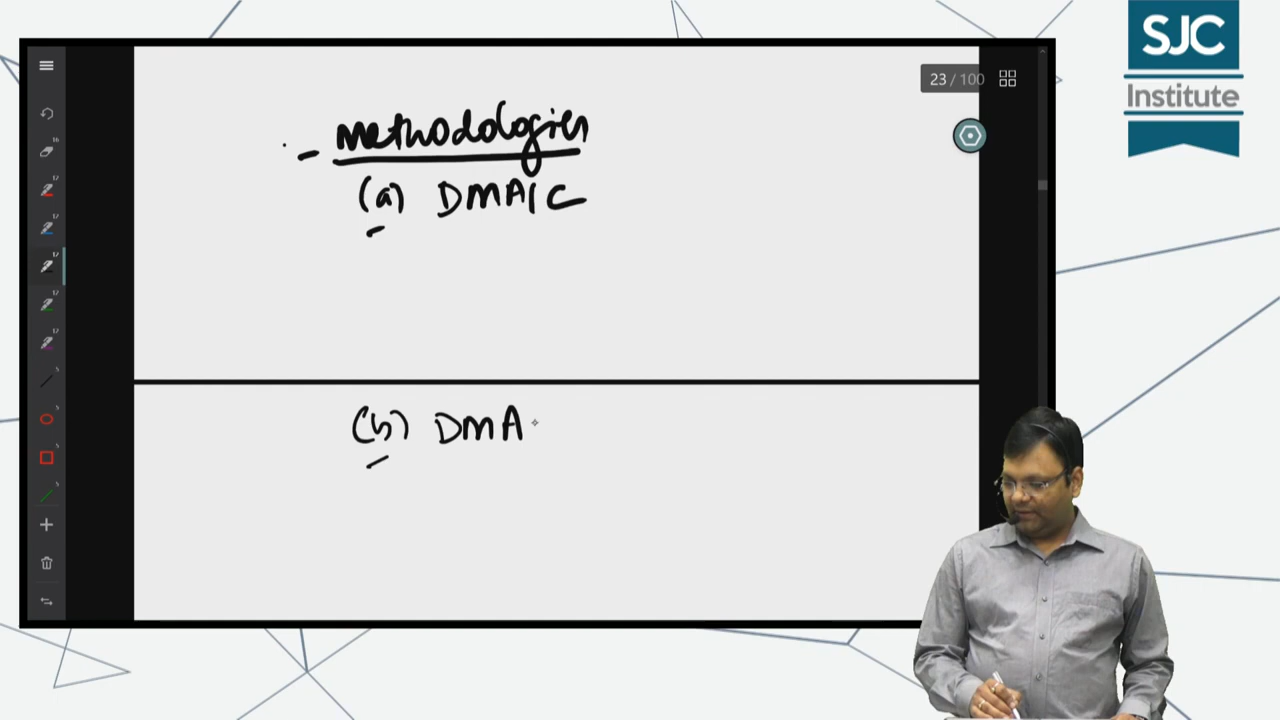 SJC
Institute
23 / 100
- Methodologies
(a) DMAIC
(b) DMA